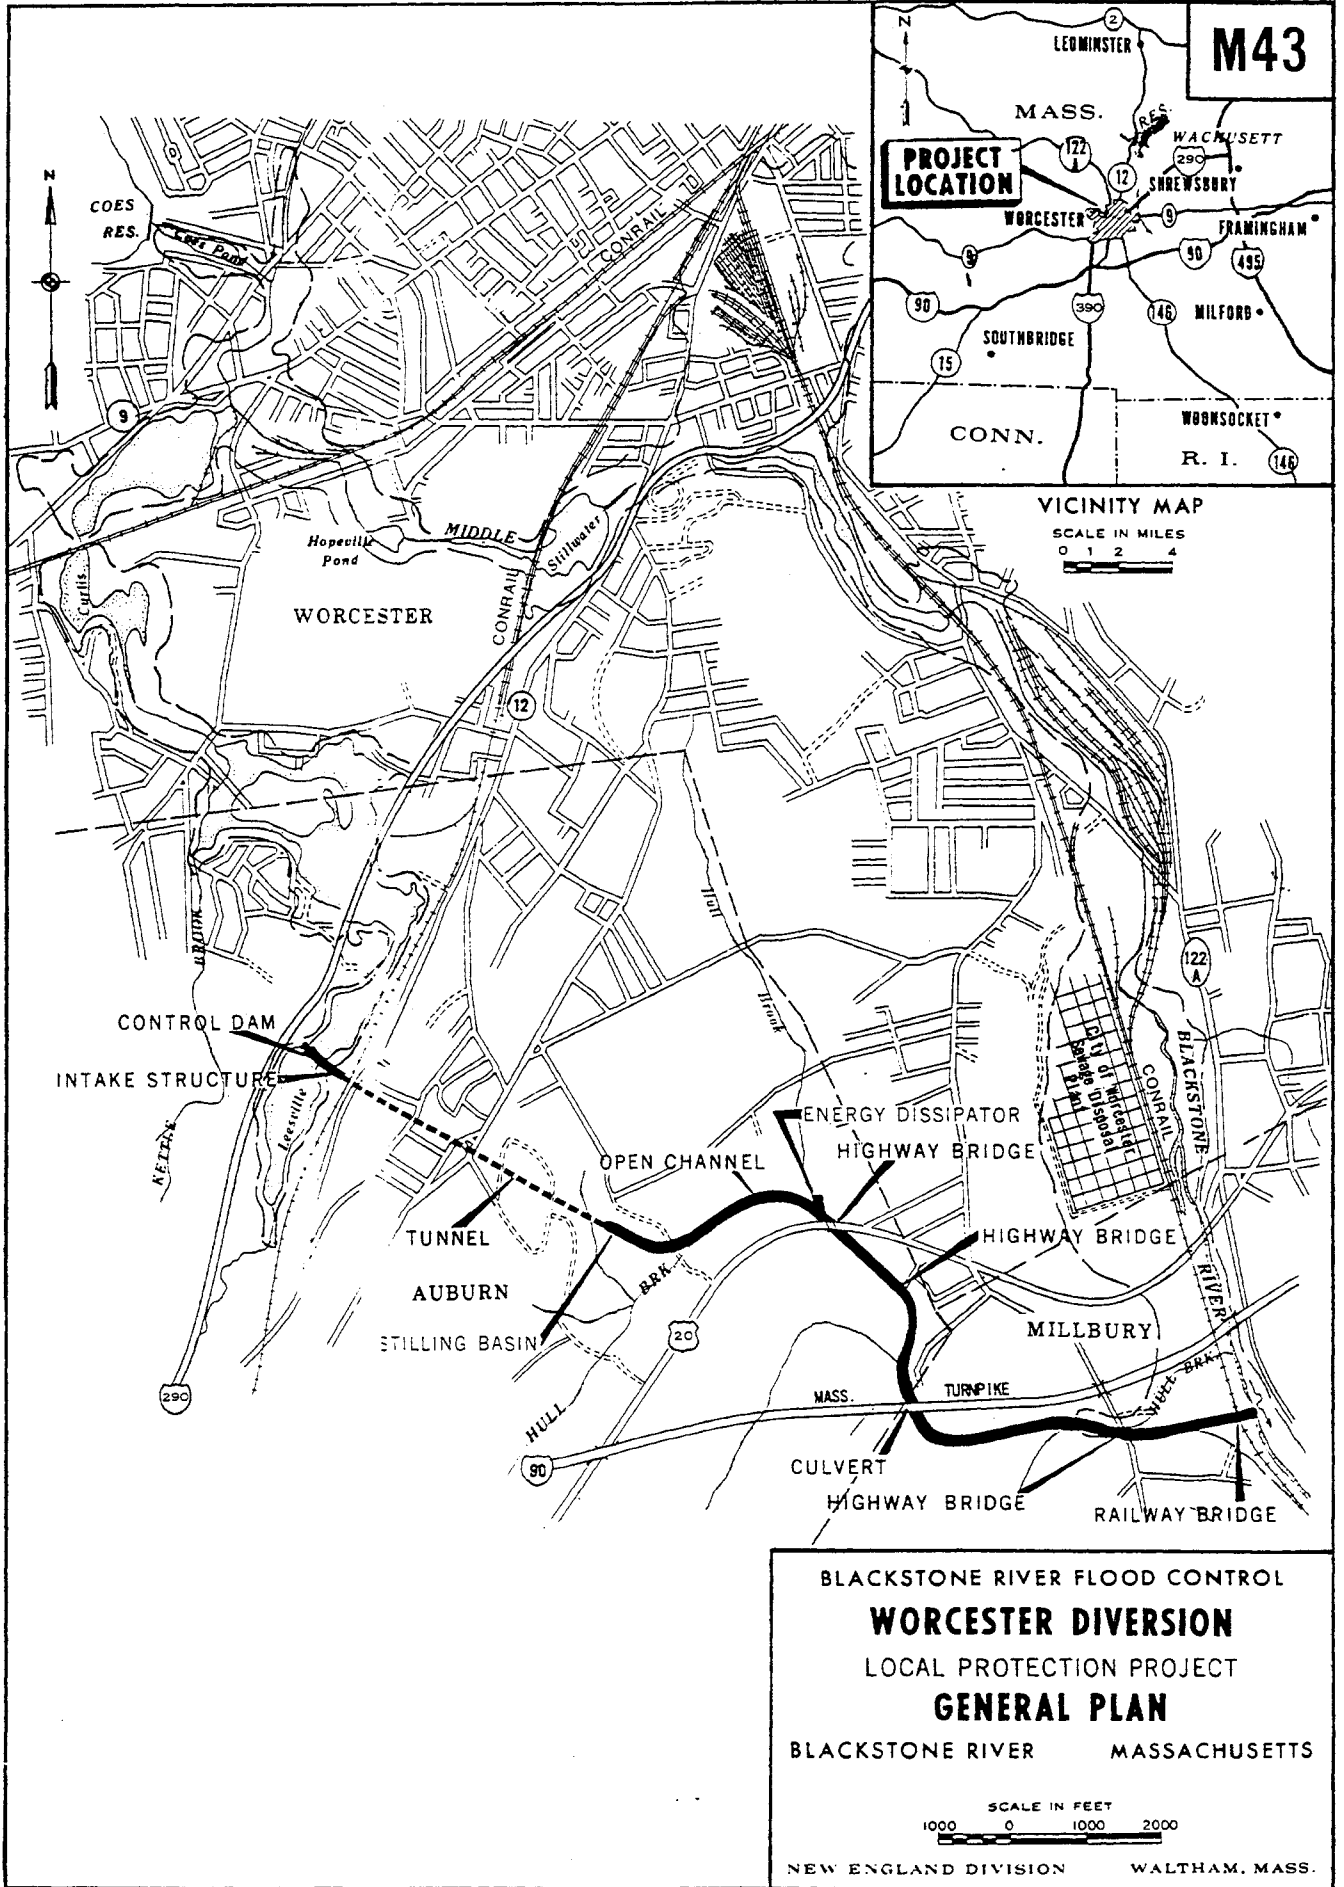 M43
N
2
LEOMINSTER
MASS.
RES.
WACHUSETT
PROJECT
LOCATION
122
A
290
12
SHREWSBURY
WORCESTER
9
FRAMINGHAM
9
90
495
90
390
146
MILFORD
SOUTHBRIDGE
15
WOONSOCKET
CONN.
R. I.
146
VICINITY MAP
SCALE IN MILES
0 1 2 4
N
COES
RES.
Coes Pond
CONRAIL
9
Hopeville
Pond
MIDDLE
Stillwater
Curtis
WORCESTER
CONRAIL
12
Hull
Brook
BROOK
KETTLE
122
A
CONTROL DAM
INTAKE STRUCTURE
Leesville
City of Worcester
Sewage Disposal
Plant
CONRAIL
BLACKSTONE
RIVER
ENERGY DISSIPATOR
HIGHWAY BRIDGE
OPEN CHANNEL
TUNNEL
HIGHWAY BRIDGE
AUBURN
HULL
BRK
STILLING BASIN
20
MILLBURY
HULL BRK.
290
MASS. TURNPIKE
90
CULVERT
HIGHWAY BRIDGE
RAILWAY BRIDGE
BLACKSTONE RIVER FLOOD CONTROL
WORCESTER DIVERSION
LOCAL PROTECTION PROJECT
GENERAL PLAN
BLACKSTONE RIVER MASSACHUSETTS
SCALE IN FEET
1000 0 1000 2000
NEW ENGLAND DIVISION WALTHAM, MASS.